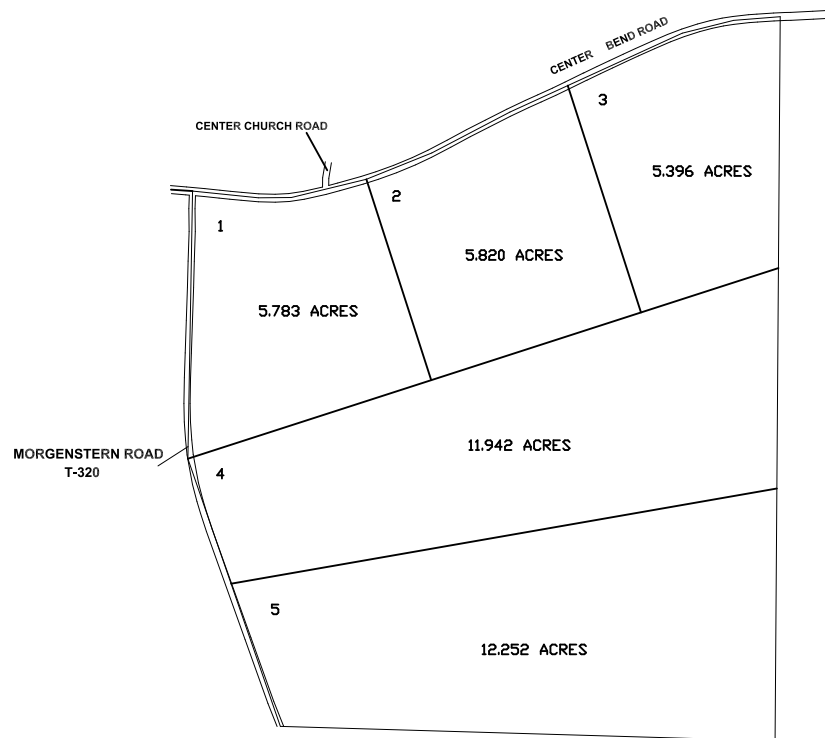 CENTER BEND ROAD
3
CENTER CHURCH ROAD
5.396 ACRES
2
1
5.820 ACRES
5.783 ACRES
11.942 ACRES
MORGENSTERN ROAD
T-320
4
5
12.252 ACRES